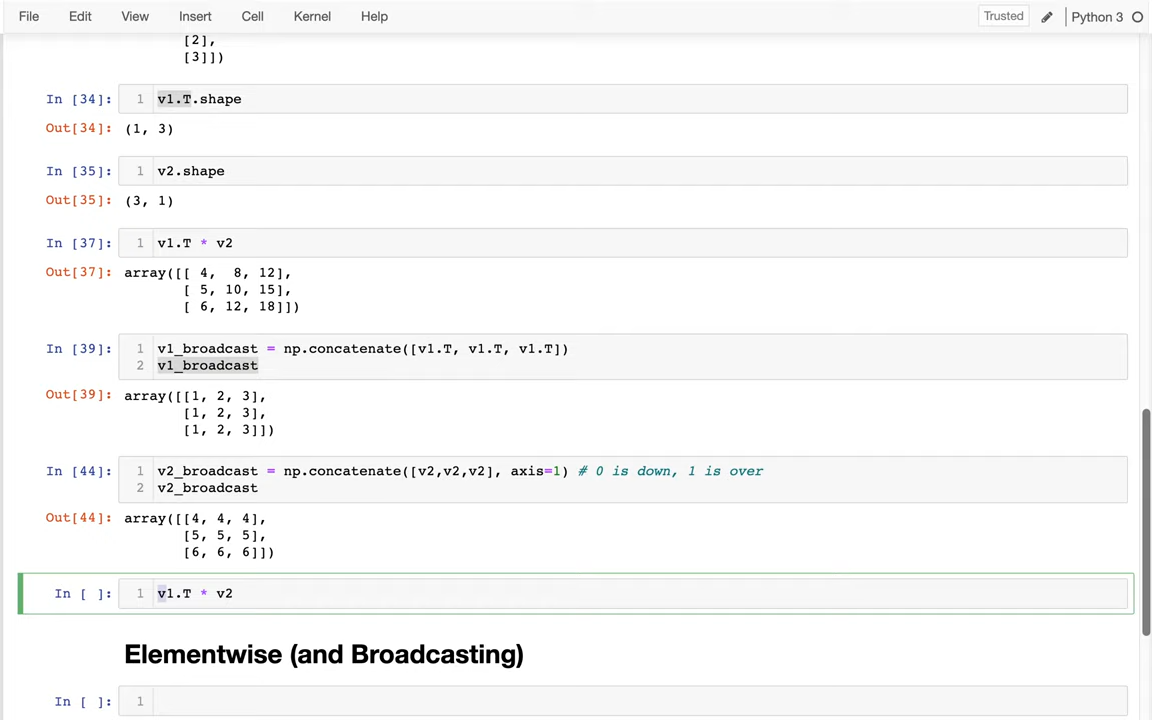 File Edit View Insert Cell Kernel Help Trusted Python 3
[2],
[3]])
In [34]: 1 v1.T.shape
Out[34]: (1, 3)
In [35]: 1 v2.shape
Out[35]: (3, 1)
In [37]: 1 v1.T * v2
Out[37]: array([[ 4,  8, 12],
[ 5, 10, 15],
[ 6, 12, 18]])
In [39]: 1 v1_broadcast = np.concatenate([v1.T, v1.T, v1.T])
2 v1_broadcast
Out[39]: array([[1, 2, 3],
[1, 2, 3],
[1, 2, 3]])
In [44]: 1 v2_broadcast = np.concatenate([v2,v2,v2], axis=1) # 0 is down, 1 is over
2 v2_broadcast
Out[44]: array([[4, 4, 4],
[5, 5, 5],
[6, 6, 6]])
In [ ]: 1 v1.T * v2
Elementwise (and Broadcasting)
In [ ]: 1